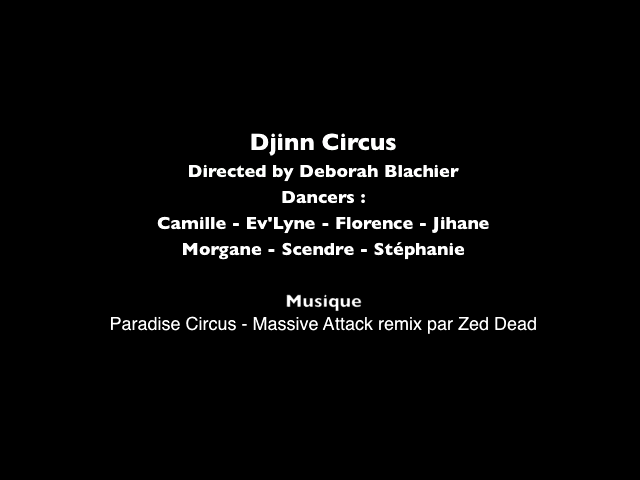 Djinn Circus
Directed by Deborah Blachier
Dancers :
Camille - Ev'Lyne - Florence - Jihane
Morgane - Scendre - Stéphanie
Musique
Paradise Circus - Massive Attack remix par Zed Dead